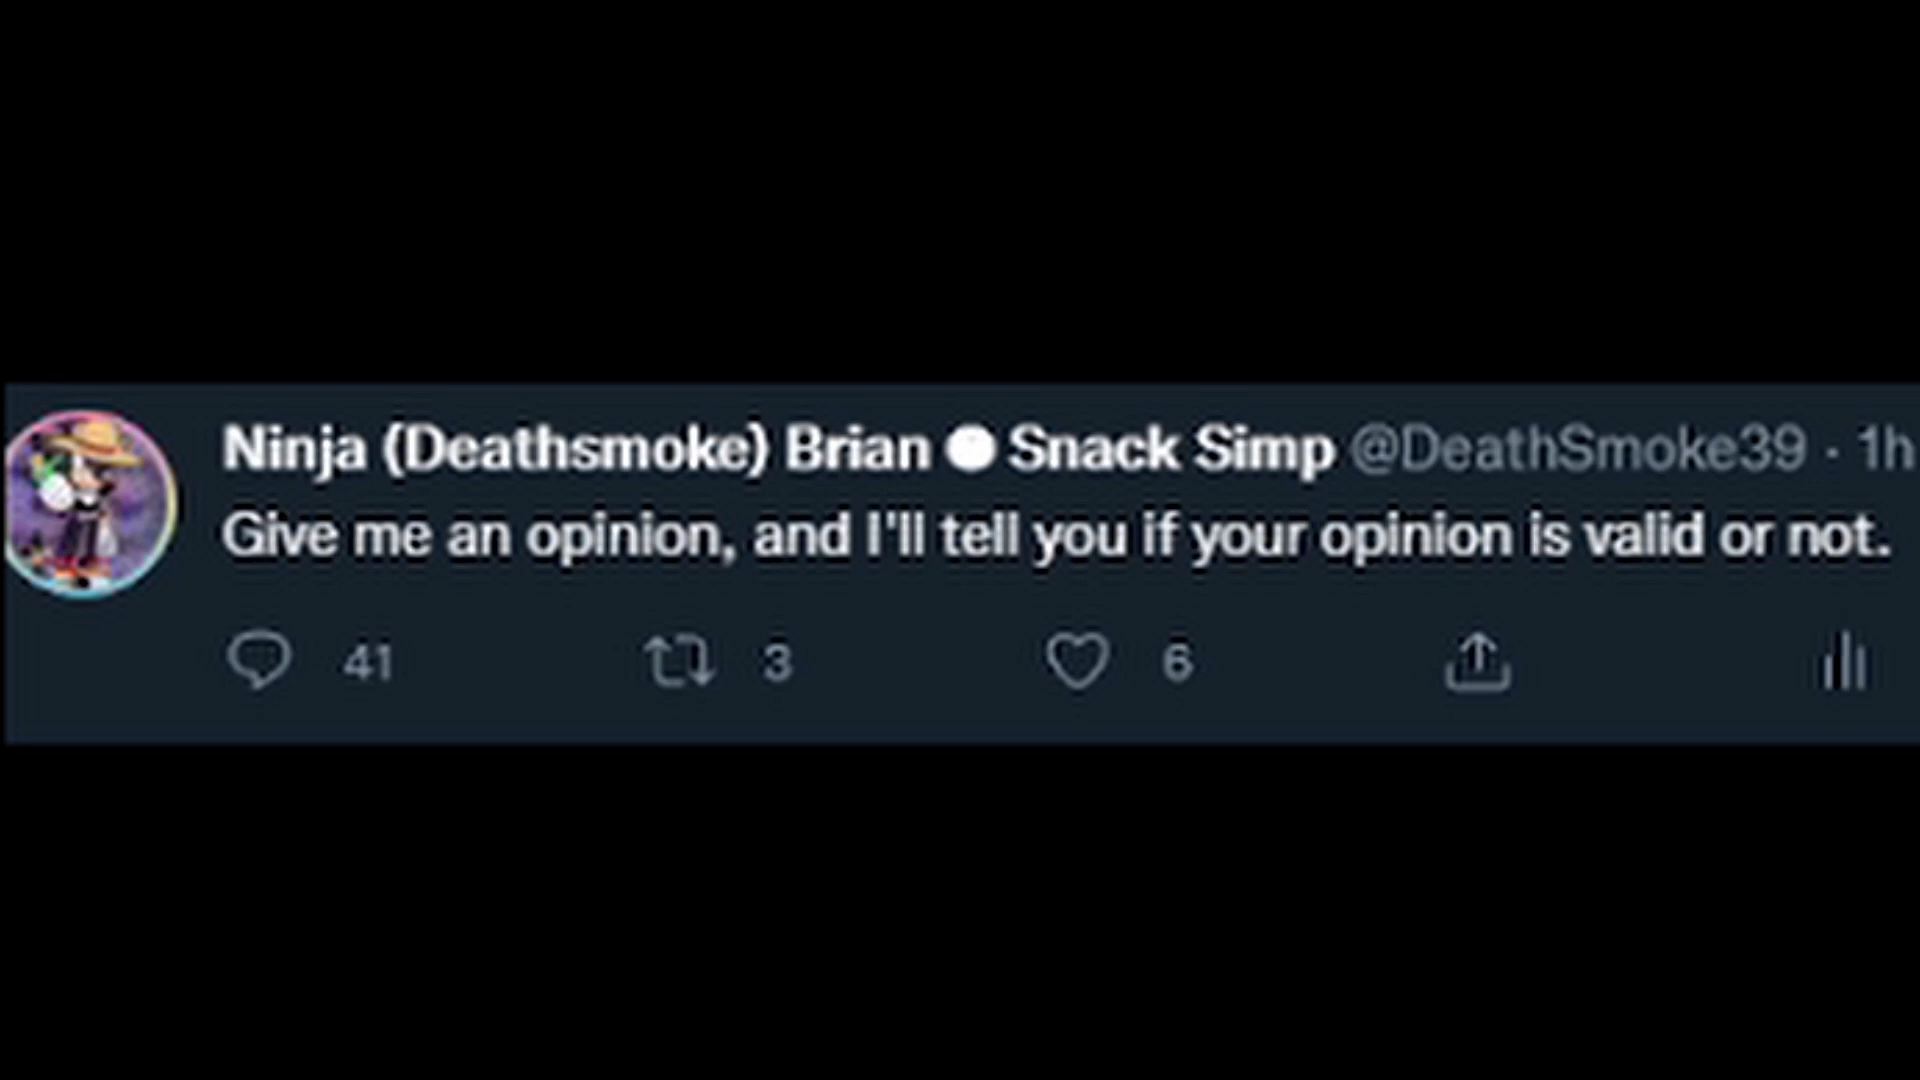 Ninja (Deathsmoke) Brian ⚪ Snack Simp @DeathSmoke39 · 1h
Give me an opinion, and I'll tell you if your opinion is valid or not.
41 3 6